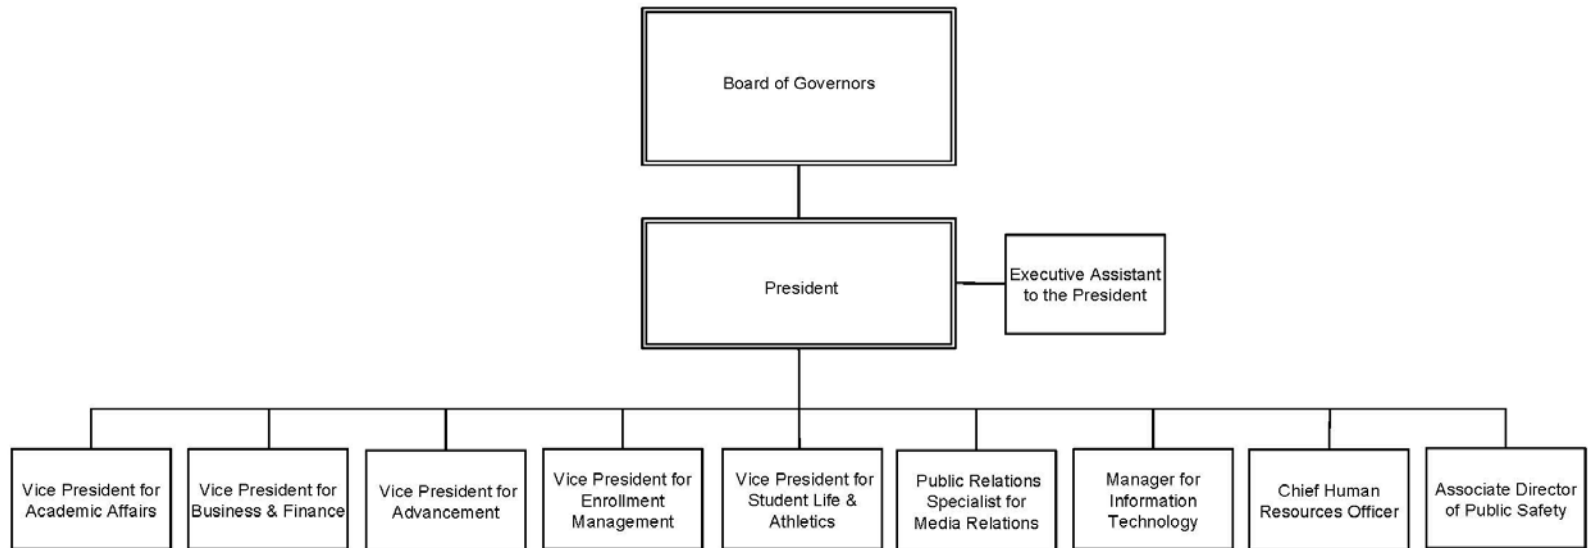 Board of Governors
President
Executive Assistant
to the President
Vice President for
Academic Affairs
Vice President for
Business & Finance
Vice President for
Advancement
Vice President for
Enrollment
Management
Vice President for
Student Life &
Athletics
Public Relations
Specialist for
Media Relations
Manager for
Information
Technology
Chief Human
Resources Officer
Associate Director
of Public Safety